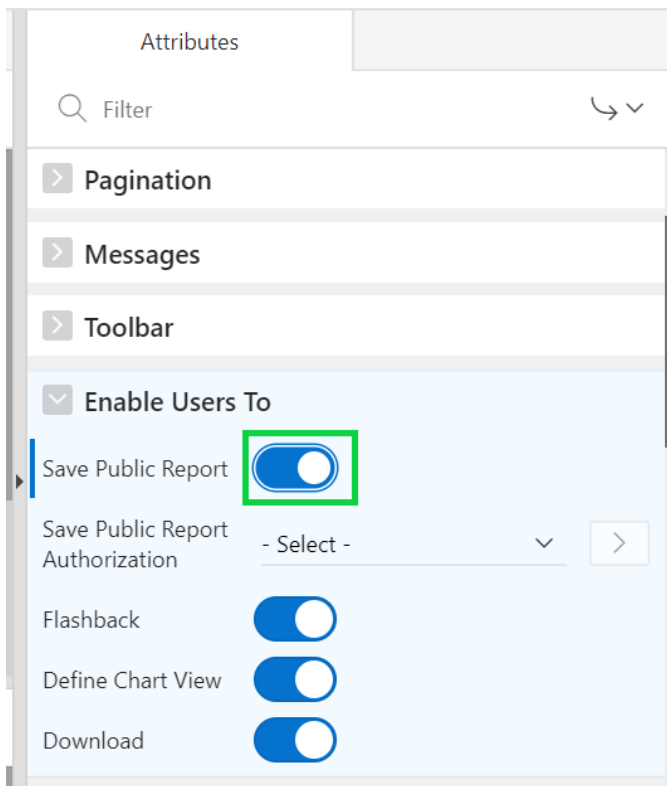 Attributes
Filter
Pagination
Messages
Toolbar
Enable Users To
Save Public Report
Save Public Report
Authorization
- Select -
Flashback
Define Chart View
Download